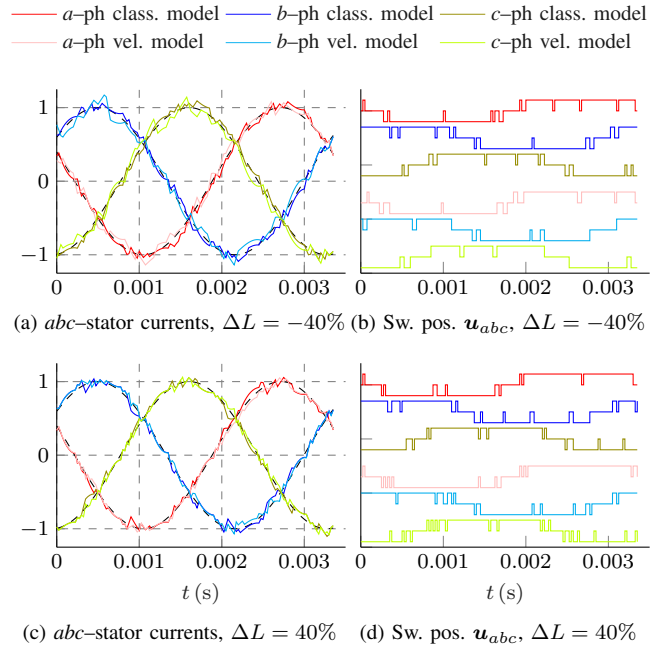 a–ph class. model b–ph class. model c–ph class. model
a–ph vel. model b–ph vel. model c–ph vel. model
1
0
−1
0 0.001 0.002 0.003
0 0.001 0.002 0.003
(a) abc–stator currents, ΔL = −40% (b) Sw. pos. u_abc, ΔL = −40%
1
0
−1
0 0.001 0.002 0.003
0 0.001 0.002 0.003
t (s) t (s)
(c) abc–stator currents, ΔL = 40% (d) Sw. pos. u_abc, ΔL = 40%